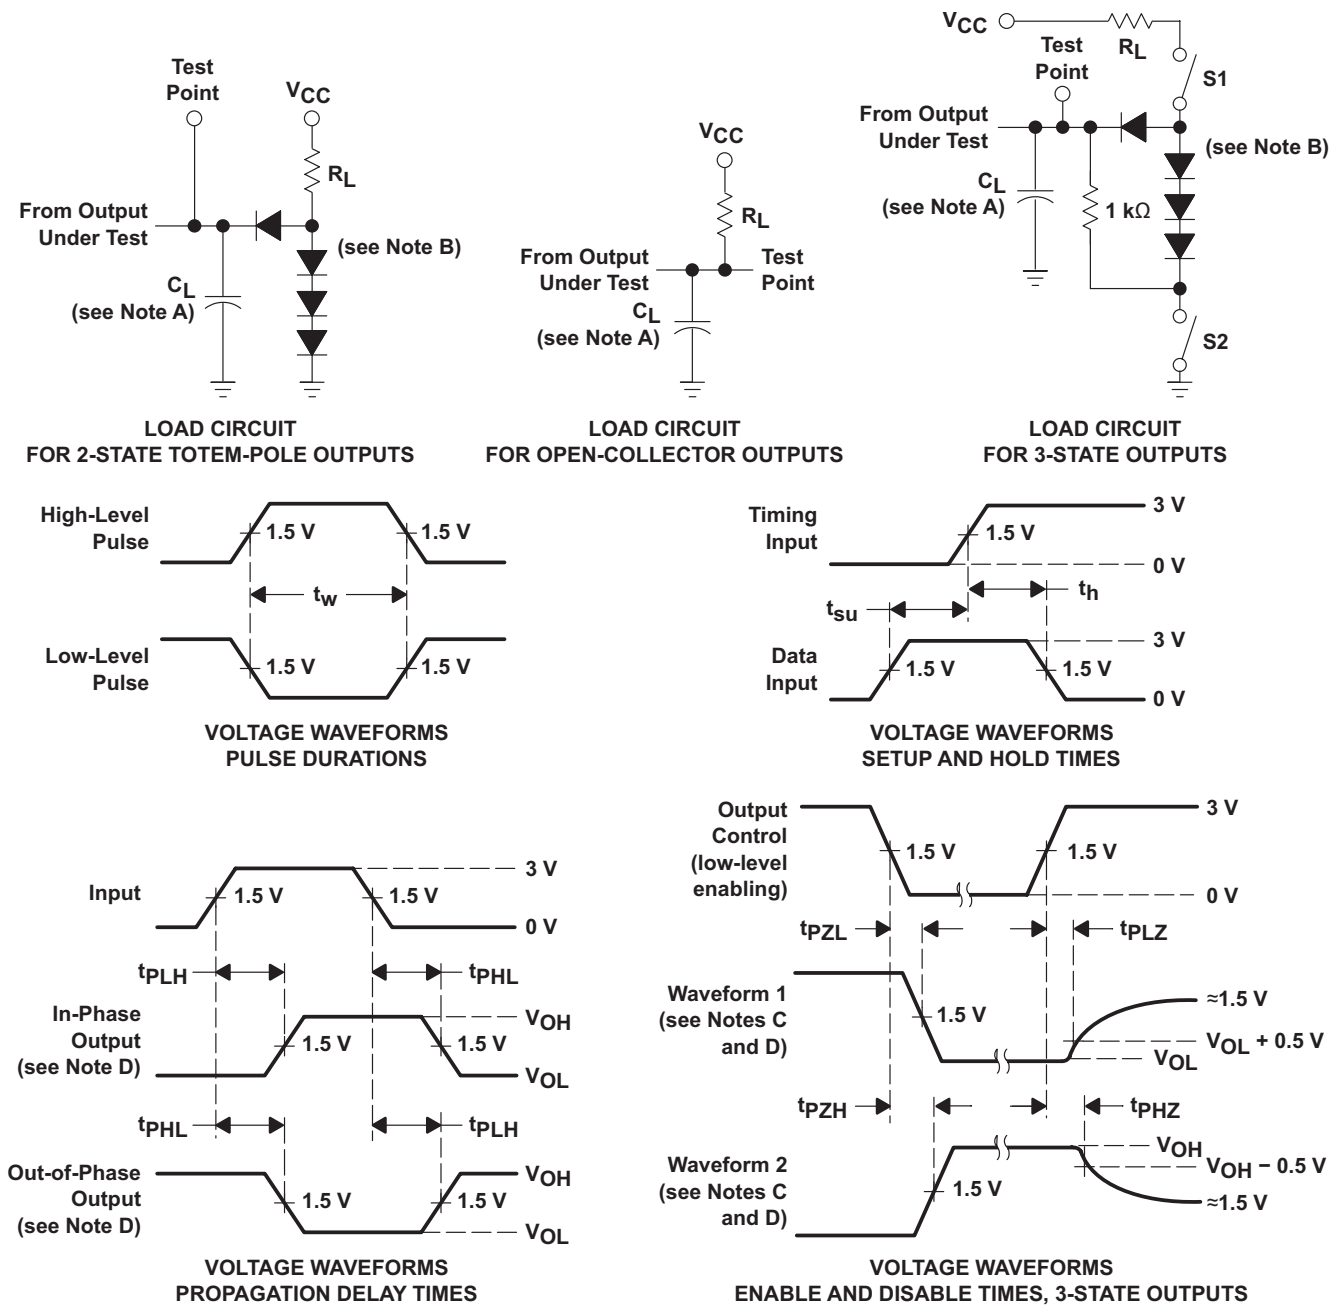 Test
Point
VCC
RL
From Output
Under Test
(see Note B)
CL
(see Note A)
LOAD CIRCUIT
FOR 2-STATE TOTEM-POLE OUTPUTS
VCC
RL
From Output
Under Test
Test
Point
CL
(see Note A)
LOAD CIRCUIT
FOR OPEN-COLLECTOR OUTPUTS
VCC
RL
Test
Point
S1
From Output
Under Test
(see Note B)
CL
(see Note A)
1 kΩ
S2
LOAD CIRCUIT
FOR 3-STATE OUTPUTS
High-Level
Pulse
1.5 V
1.5 V
tw
Low-Level
Pulse
1.5 V
1.5 V
VOLTAGE WAVEFORMS
PULSE DURATIONS
Timing
Input
1.5 V
3 V
0 V
th
tsu
Data
Input
1.5 V
1.5 V
3 V
0 V
VOLTAGE WAVEFORMS
SETUP AND HOLD TIMES
Input
1.5 V
1.5 V
3 V
0 V
tPLH
tPHL
In-Phase
Output
(see Note D)
1.5 V
1.5 V
VOH
VOL
tPHL
tPLH
Out-of-Phase
Output
(see Note D)
1.5 V
1.5 V
VOH
VOL
VOLTAGE WAVEFORMS
PROPAGATION DELAY TIMES
Output
Control
(low-level
enabling)
1.5 V
1.5 V
3 V
0 V
tPZL
tPLZ
Waveform 1
(see Notes C
and D)
1.5 V
≈1.5 V
VOL + 0.5 V
VOL
tPZH
tPHZ
Waveform 2
(see Notes C
and D)
1.5 V
VOH
VOH − 0.5 V
≈1.5 V
VOLTAGE WAVEFORMS
ENABLE AND DISABLE TIMES, 3-STATE OUTPUTS